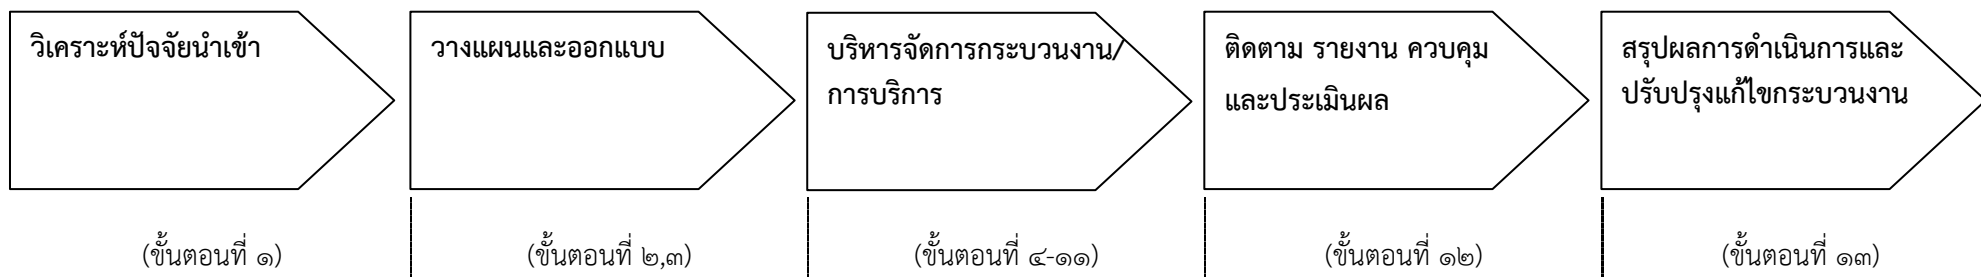 วิเคราะห์ปัจจัยนำเข้า
วางแผนและออกแบบ
บริหารจัดการกระบวนงาน/
การบริการ
ติดตาม รายงาน ควบคุม
และประเมินผล
สรุปผลการดำเนินการและ
ปรับปรุงแก้ไขกระบวนงาน
(ขั้นตอนที่ ๑)
(ขั้นตอนที่ ๒,๓)
(ขั้นตอนที่ ๔-๑๑)
(ขั้นตอนที่ ๑๒)
(ขั้นตอนที่ ๑๓)